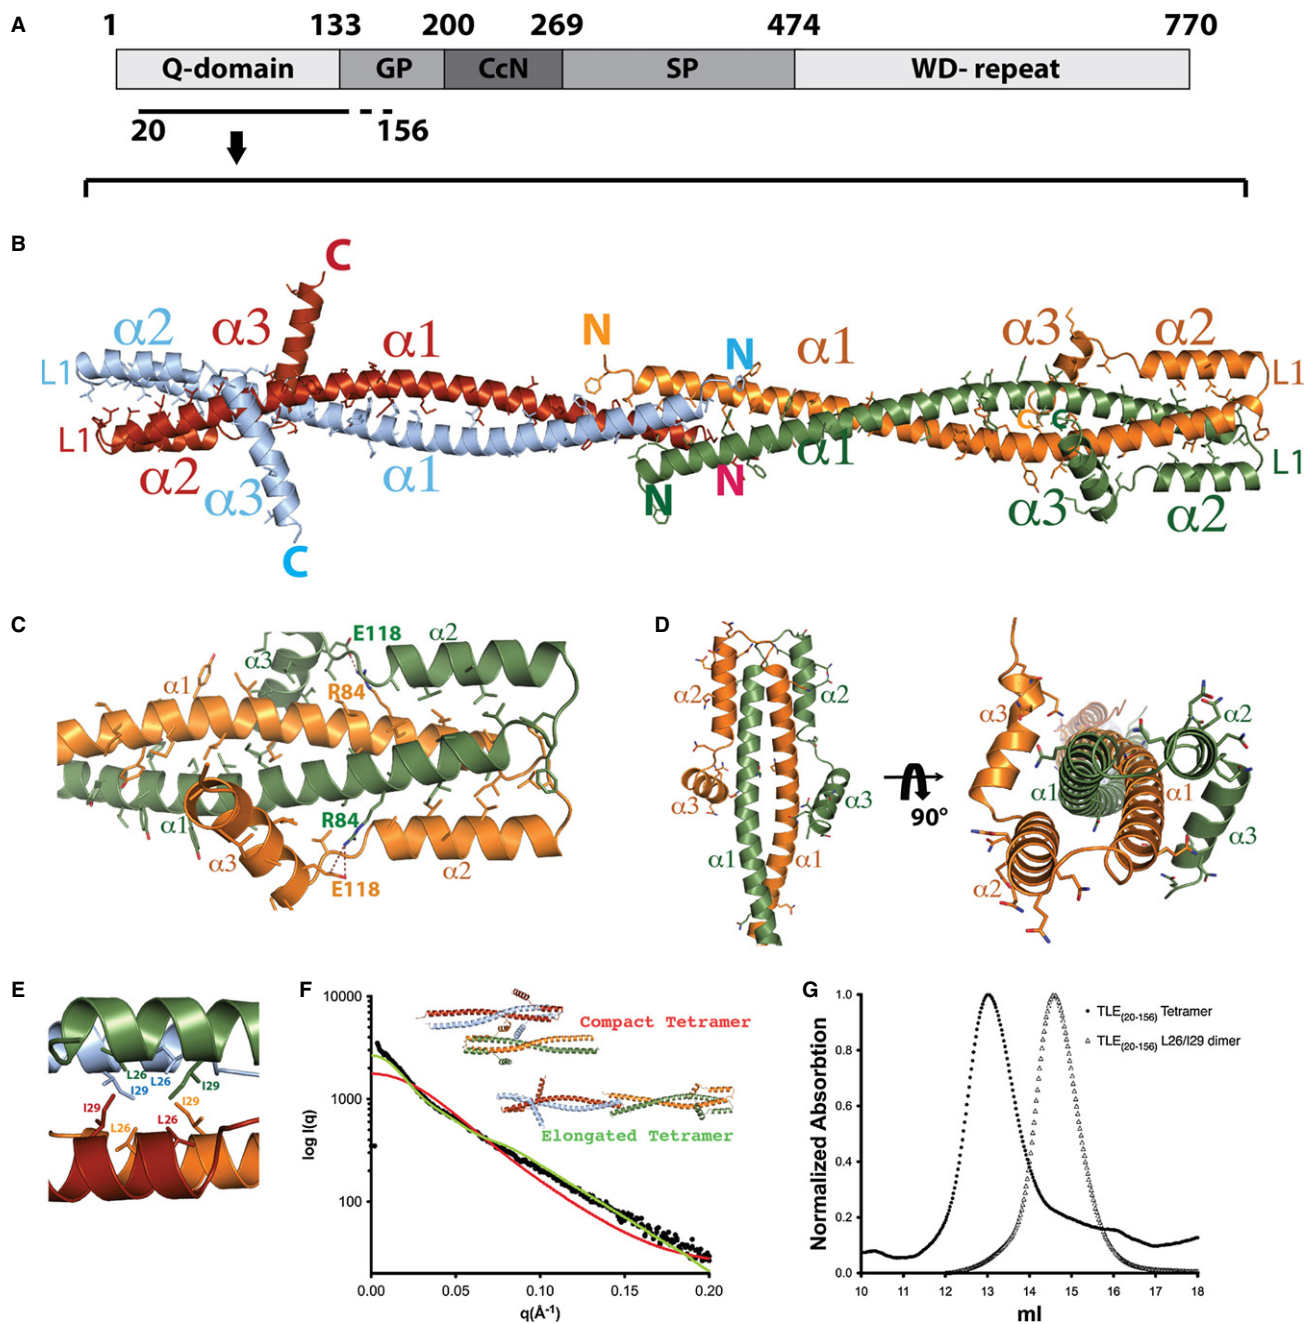 A
1 133 200 269 474 770
Q-domain GP CcN SP WD- repeat
20 156
B
C
N
α2 α3 α1 N α1 α3 α2
L1 L1
C C
L1 L1
α2 α3 α1 N N α1 α3 α2
C
C
E118 α2
α3
α1 R84
R84
α1
α3 α2
E118
D
α2 α2
α3 α3
α1 α1
90°
α3 α2
α1 α1
α3
α2
E
L26 L26
I29 I29
I29 I29
L26 L26
F
10000
1000
100
log I(q)
Compact Tetramer
Elongated Tetramer
0.00 0.05 0.10 0.15 0.20
q(Å-1)
G
1.0
0.8
0.6
0.4
0.2
0.0
Normalized Absorbtion
TLE(20-156) Tetramer
TLE(20-156) L26/I29 dimer
10 11 12 13 14 15 16 17 18
ml